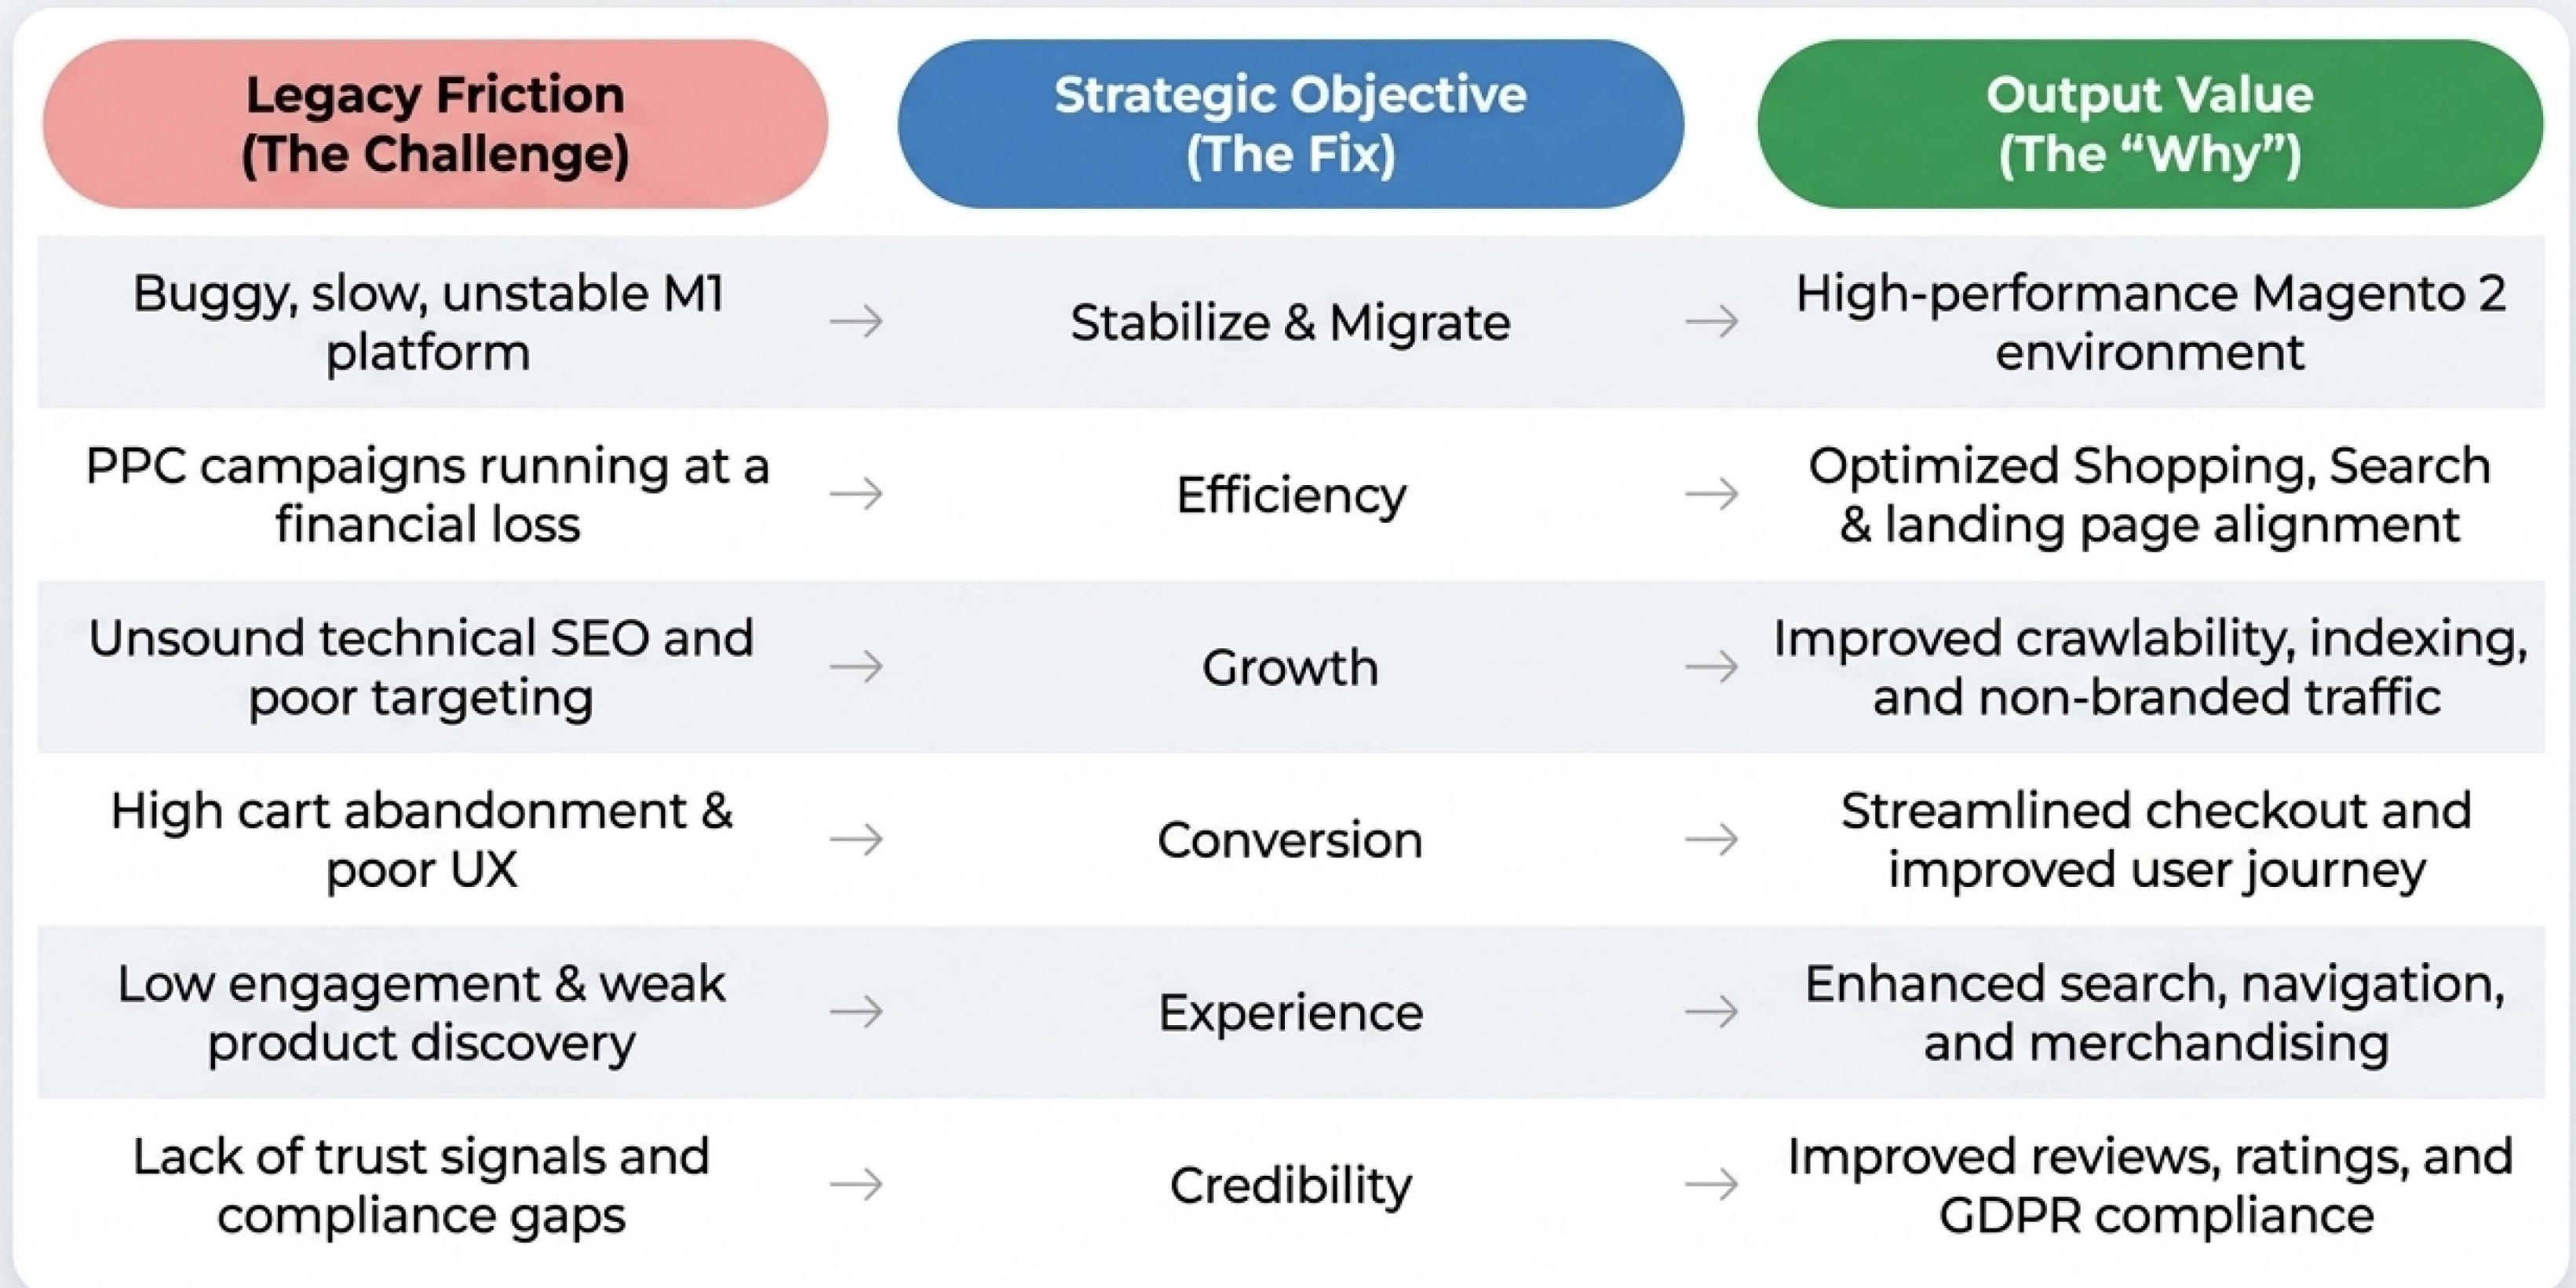 Legacy Friction
(The Challenge)
Strategic Objective
(The Fix)
Output Value
(The “Why”)
Buggy, slow, unstable M1
platform
→
Stabilize & Migrate
→
High-performance Magento 2
environment
PPC campaigns running at a
financial loss
→
Efficiency
→
Optimized Shopping, Search
& landing page alignment
Unsound technical SEO and
poor targeting
→
Growth
→
Improved crawlability, indexing,
and non-branded traffic
High cart abandonment &
poor UX
→
Conversion
→
Streamlined checkout and
improved user journey
Low engagement & weak
product discovery
→
Experience
→
Enhanced search, navigation,
and merchandising
Lack of trust signals and
compliance gaps
→
Credibility
→
Improved reviews, ratings, and
GDPR compliance